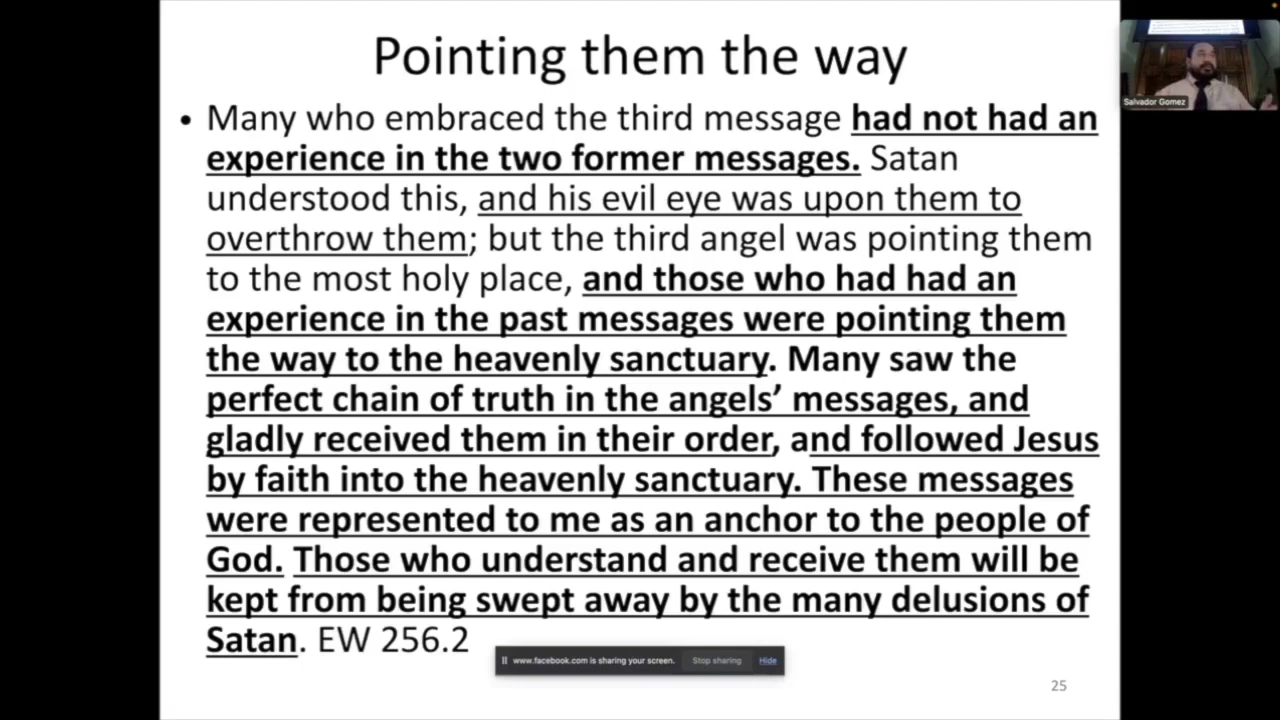 Pointing them the way
• Many who embraced the third message had not had an
experience in the two former messages. Satan
understood this, and his evil eye was upon them to
overthrow them; but the third angel was pointing them
to the most holy place, and those who had had an
experience in the past messages were pointing them
the way to the heavenly sanctuary. Many saw the
perfect chain of truth in the angels’ messages, and
gladly received them in their order, and followed Jesus
by faith into the heavenly sanctuary. These messages
were represented to me as an anchor to the people of
God. Those who understand and receive them will be
kept from being swept away by the many delusions of
Satan. EW 256.2
Salvador Gomez
www.facebook.com is sharing your screen. Stop sharing Hide
25